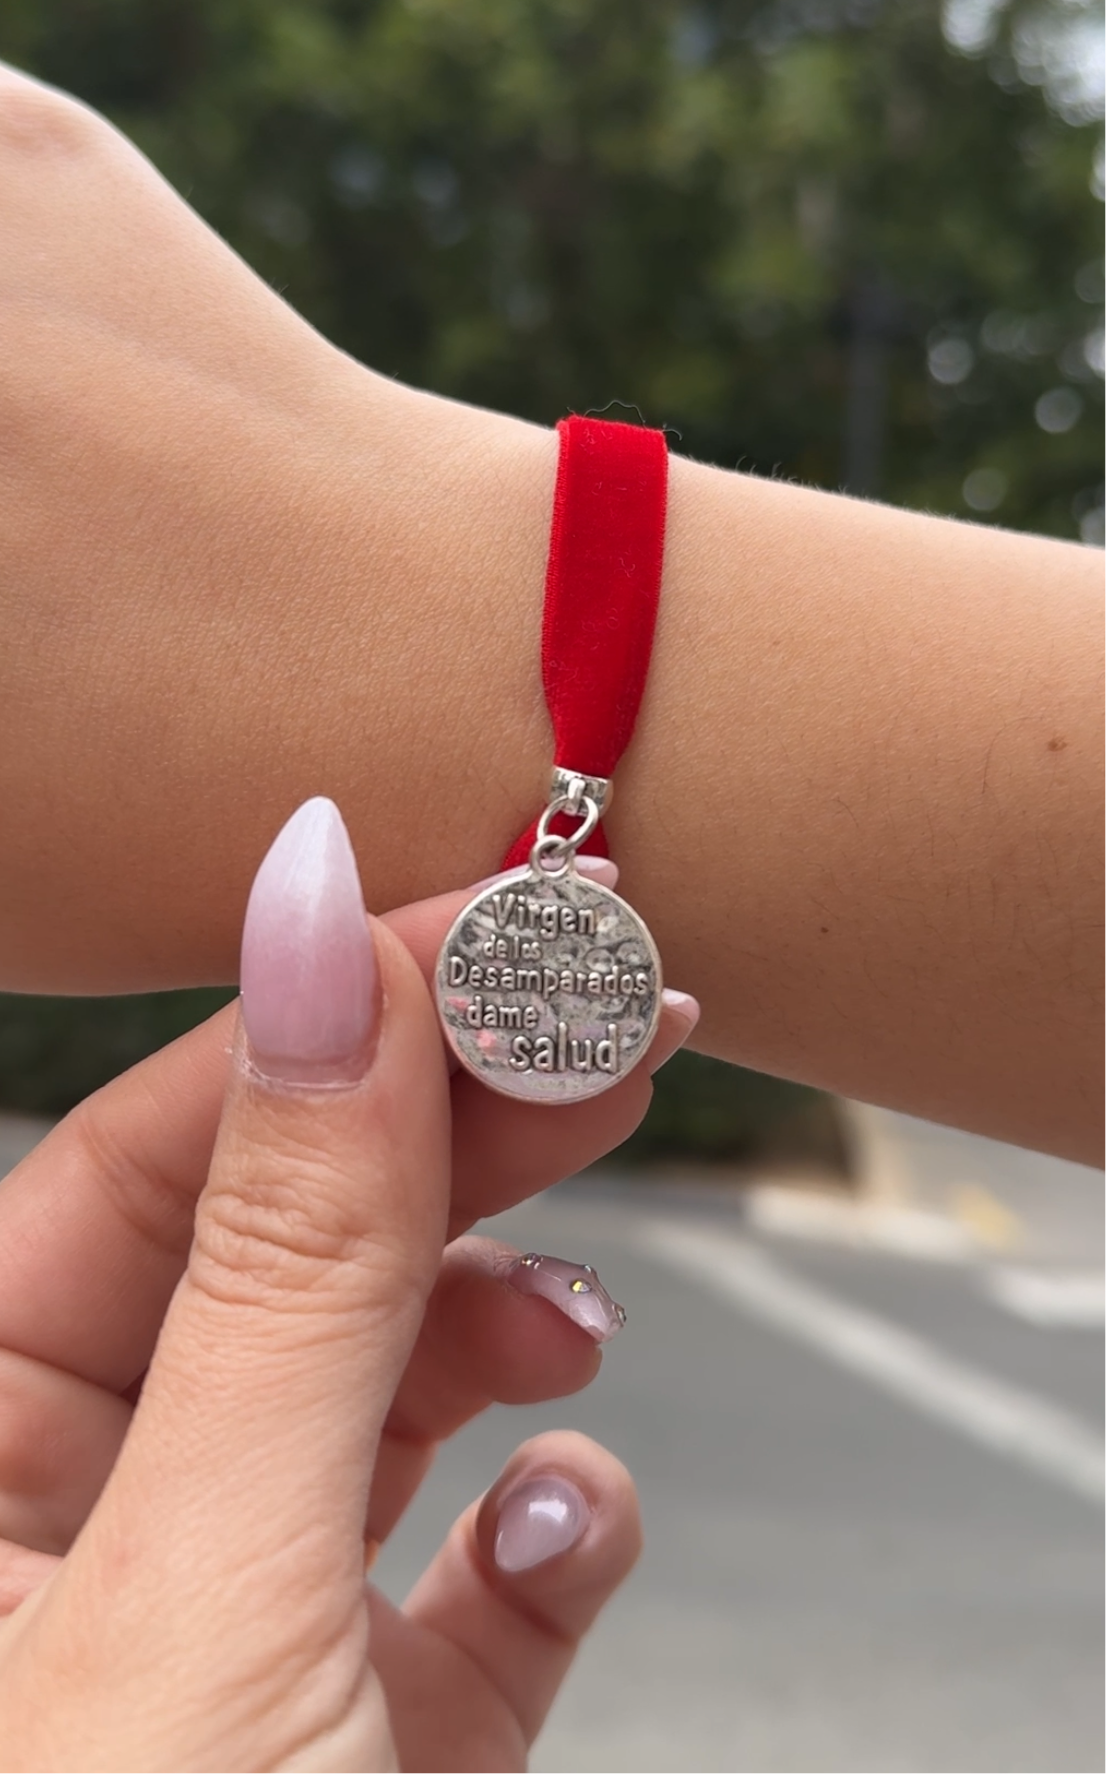 Virgen
de los
Desamparados
dame
salud